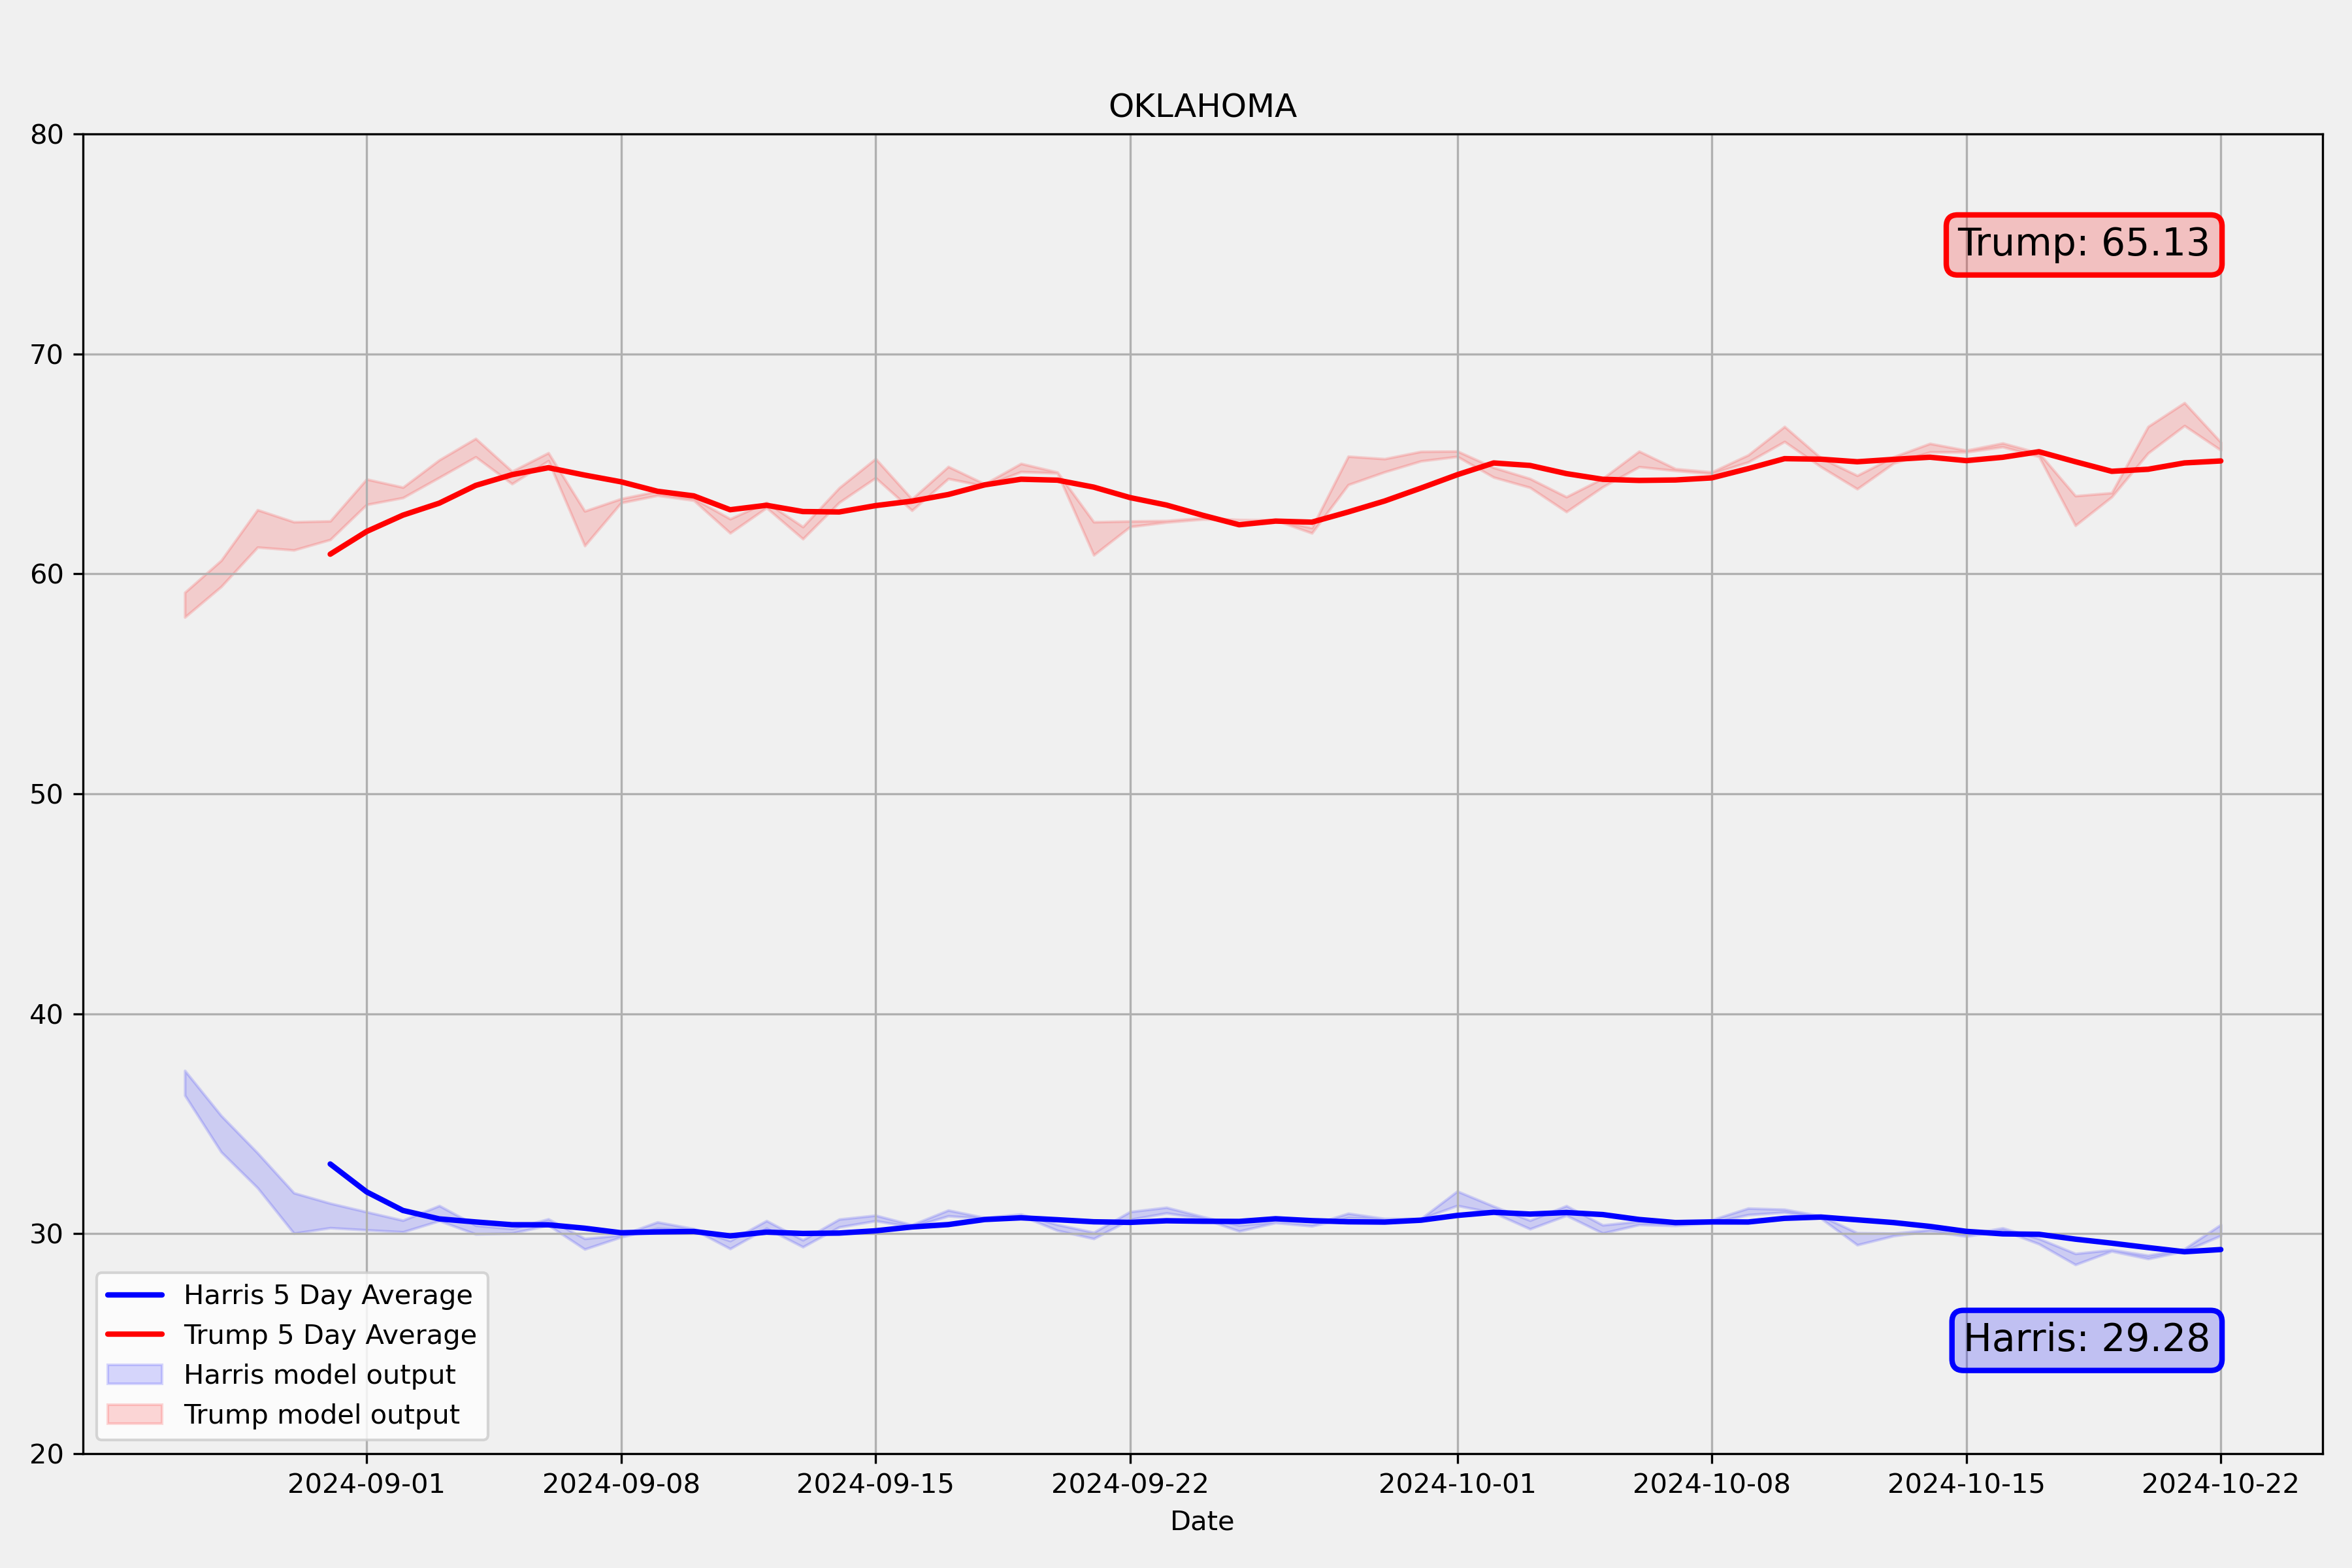 OKLAHOMA
80
70
60
50
40
30
20
Trump: 65.13
Harris: 29.28
Harris 5 Day Average
Trump 5 Day Average
Harris model output
Trump model output
2024-09-01 2024-09-08 2024-09-15 2024-09-22 2024-10-01 2024-10-08 2024-10-15 2024-10-22
Date